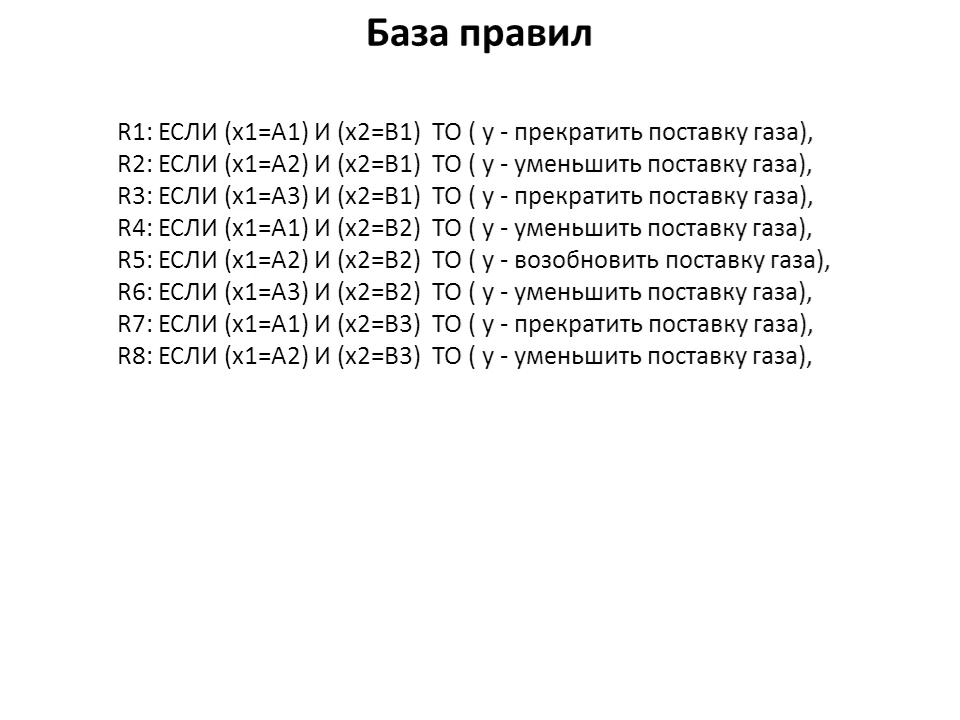 База правил
R1: ЕСЛИ (x1=A1) И (x2=B1) ТО ( y - прекратить поставку газа),
R2: ЕСЛИ (x1=A2) И (x2=B1) ТО ( y - уменьшить поставку газа),
R3: ЕСЛИ (x1=A3) И (x2=B1) ТО ( y - прекратить поставку газа),
R4: ЕСЛИ (x1=A1) И (x2=B2) ТО ( y - уменьшить поставку газа),
R5: ЕСЛИ (x1=A2) И (x2=B2) ТО ( y - возобновить поставку газа),
R6: ЕСЛИ (x1=A3) И (x2=B2) ТО ( y - уменьшить поставку газа),
R7: ЕСЛИ (x1=A1) И (x2=B3) ТО ( y - прекратить поставку газа),
R8: ЕСЛИ (x1=A2) И (x2=B3) ТО ( y - уменьшить поставку газа),